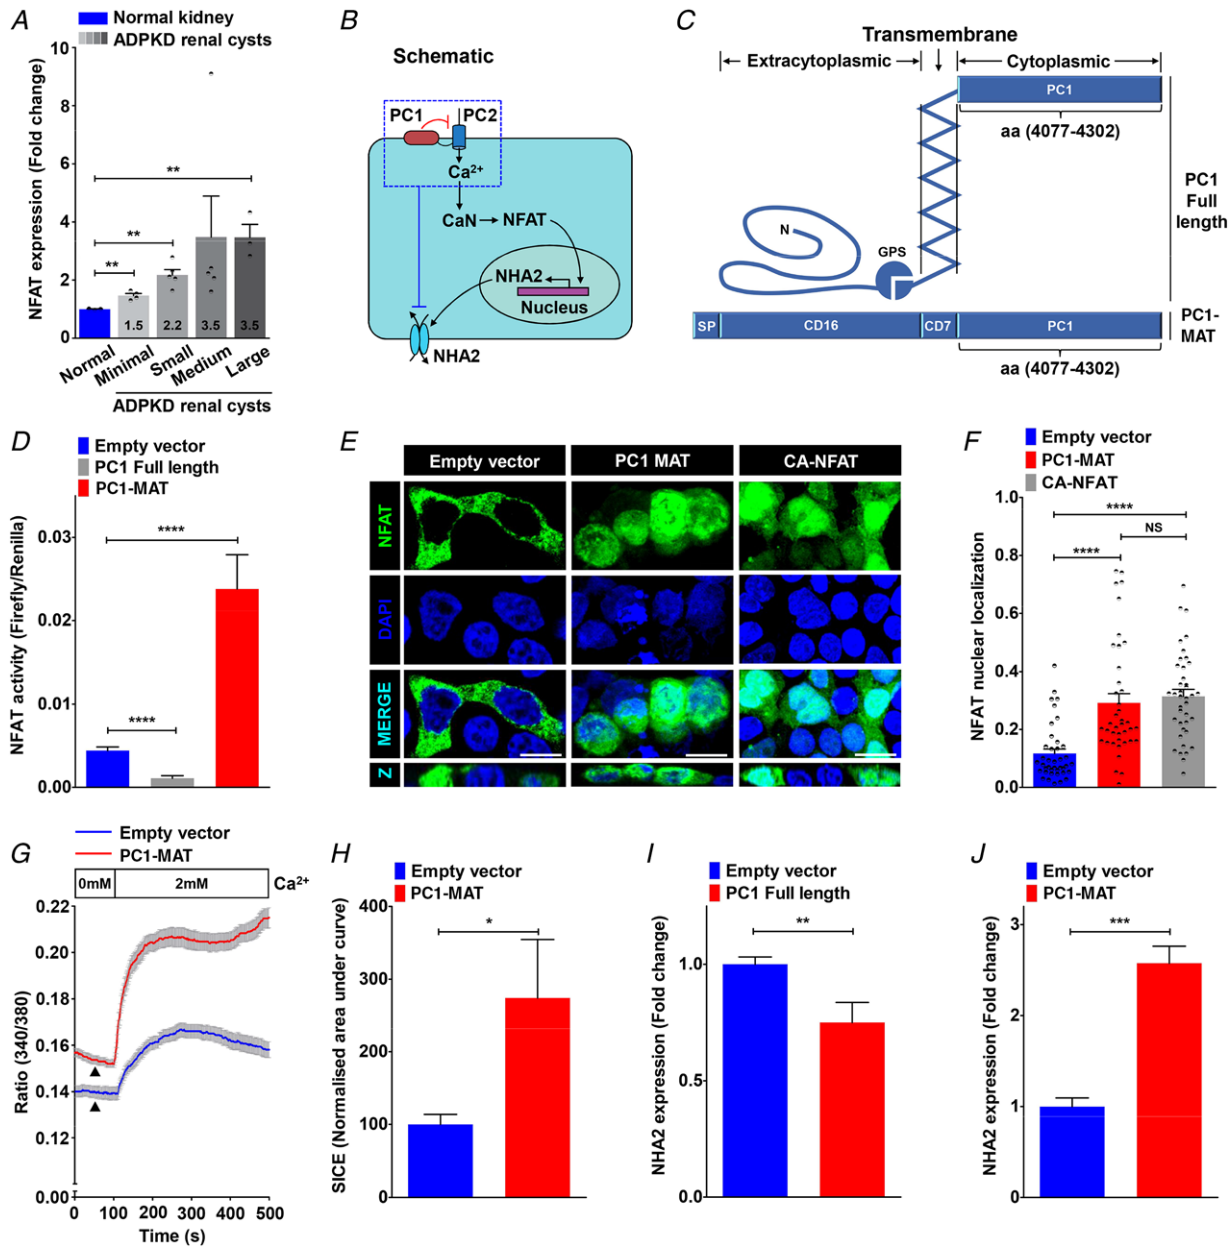 A
Normal kidney
ADPKD renal cysts
NFAT expression (Fold change)
10
8
6
4
2
0
**
**
**
1.5
2.2
3.5
3.5
Normal
Minimal
Small
Medium
Large
ADPKD renal cysts
B
Schematic
PC1
PC2
Ca2+
CaN
NFAT
NHA2
Nucleus
NHA2
C
Transmembrane
Extracytoplasmic
Cytoplasmic
PC1
aa (4077-4302)
N
GPS
PC1 Full length
SP
CD16
CD7
PC1
PC1-MAT
aa (4077-4302)
D
Empty vector
PC1 Full length
PC1-MAT
NFAT activity (Firefly/Renilla)
0.03
0.02
0.01
0.00
****
****
E
Empty vector
PC1 MAT
CA-NFAT
NFAT
DAPI
MERGE
Z
F
Empty vector
PC1-MAT
CA-NFAT
NFAT nuclear localization
1.0
0.8
0.6
0.4
0.2
0.0
****
NS
****
G
Empty vector
PC1-MAT
0mM
2mM
Ca2+
Ratio (340/380)
0.22
0.20
0.18
0.16
0.14
0.12
0.00
0
100
200
300
400
500
Time (s)
H
Empty vector
PC1-MAT
SICE (Normalised area under curve)
400
300
200
100
0
*
I
Empty vector
PC1 Full length
NHA2 expression (Fold change)
1.0
0.5
0.0
**
J
Empty vector
PC1-MAT
NHA2 expression (Fold change)
3
2
1
0
***